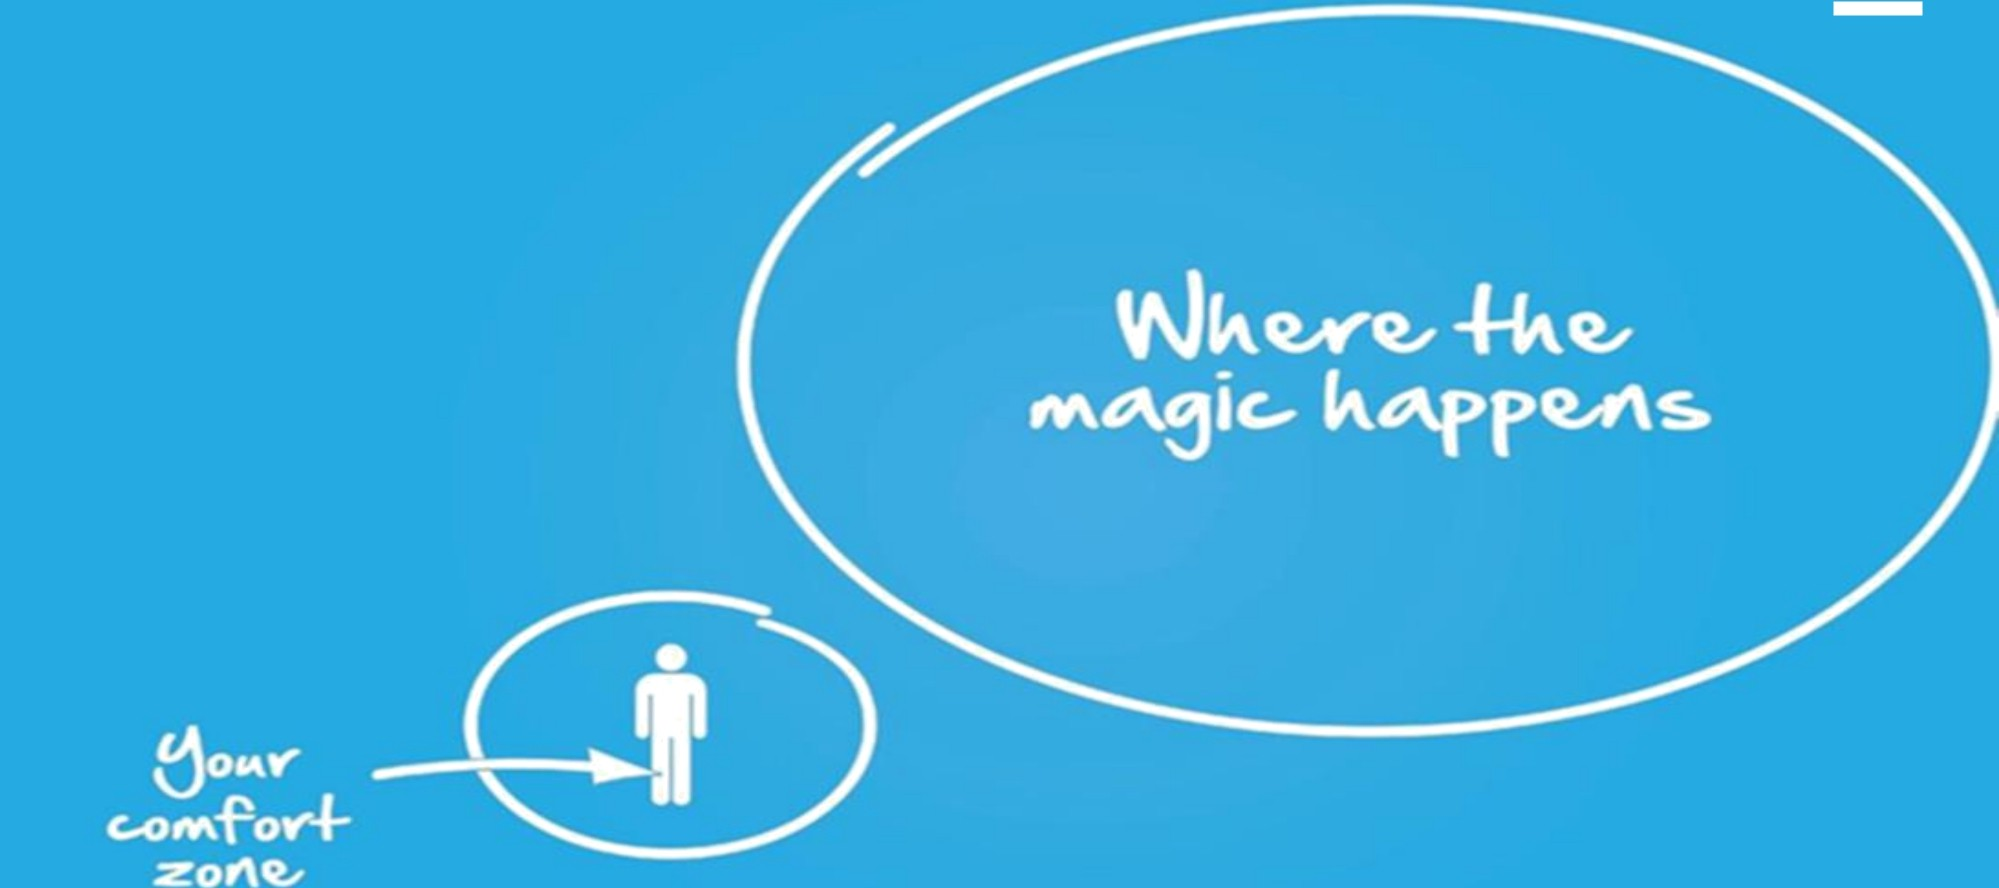 Where the
magic happens
Your
comfort
zone